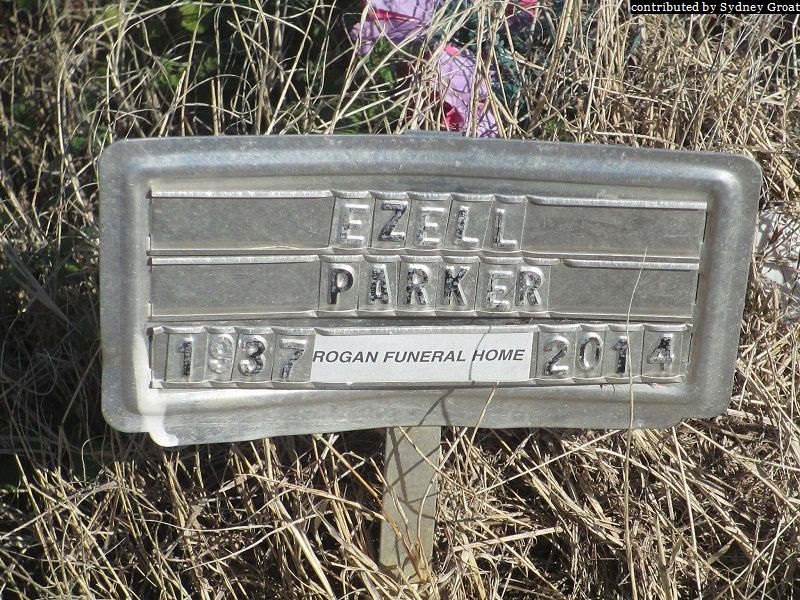 contributed by Sydney Groat
EZELL
PARKER
1937 ROGAN FUNERAL HOME 2014